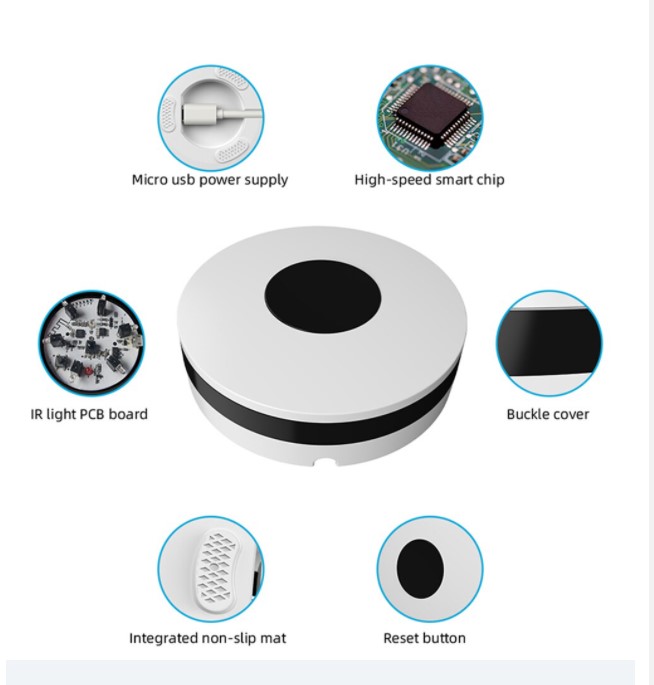 Micro usb power supply
High-speed smart chip
IR light PCB board
Buckle cover
Integrated non-slip mat
Reset button